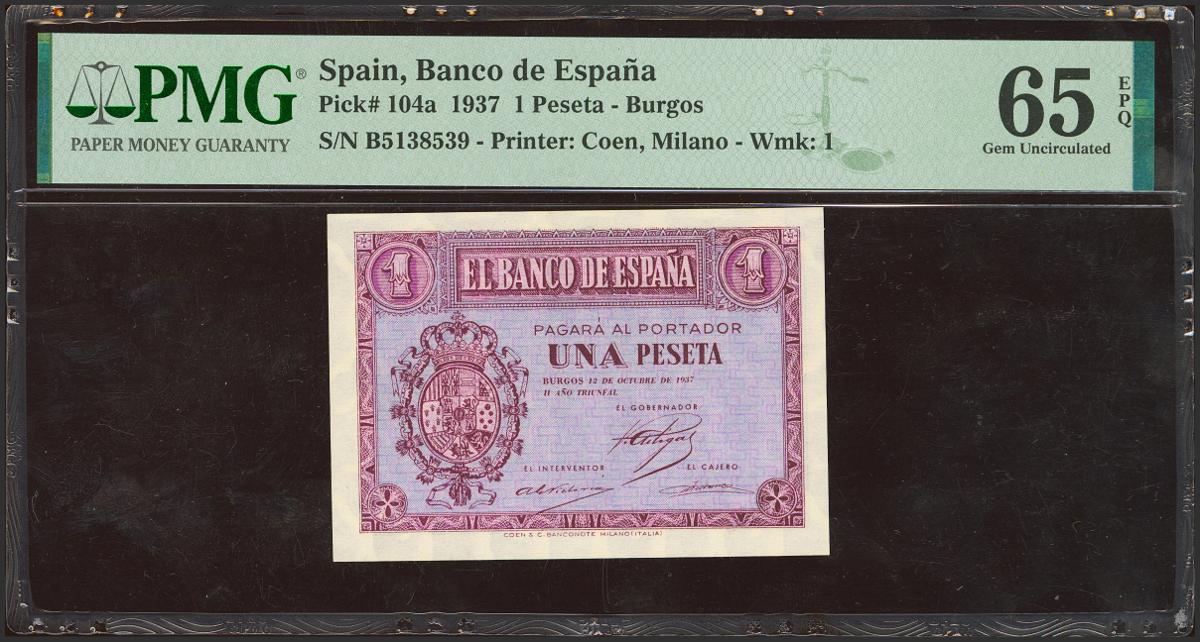 PMG®
PAPER MONEY GUARANTY
Spain, Banco de España
Pick# 104a 1937 1 Peseta - Burgos
S/N B5138539 - Printer: Coen, Milano - Wmk: 1
65
EPQ
Gem Uncirculated
1
EL BANCO DE ESPAÑA
1
PAGARÁ AL PORTADOR
UNA PESETA
BURGOS 12 DE OCTUBRE DE 1937
II AÑO TRIUNFAL
EL GOBERNADOR
EL INTERVENTOR
EL CAJERO
COEN & C. BANCONOTE MILANO (ITALIA)
PMG